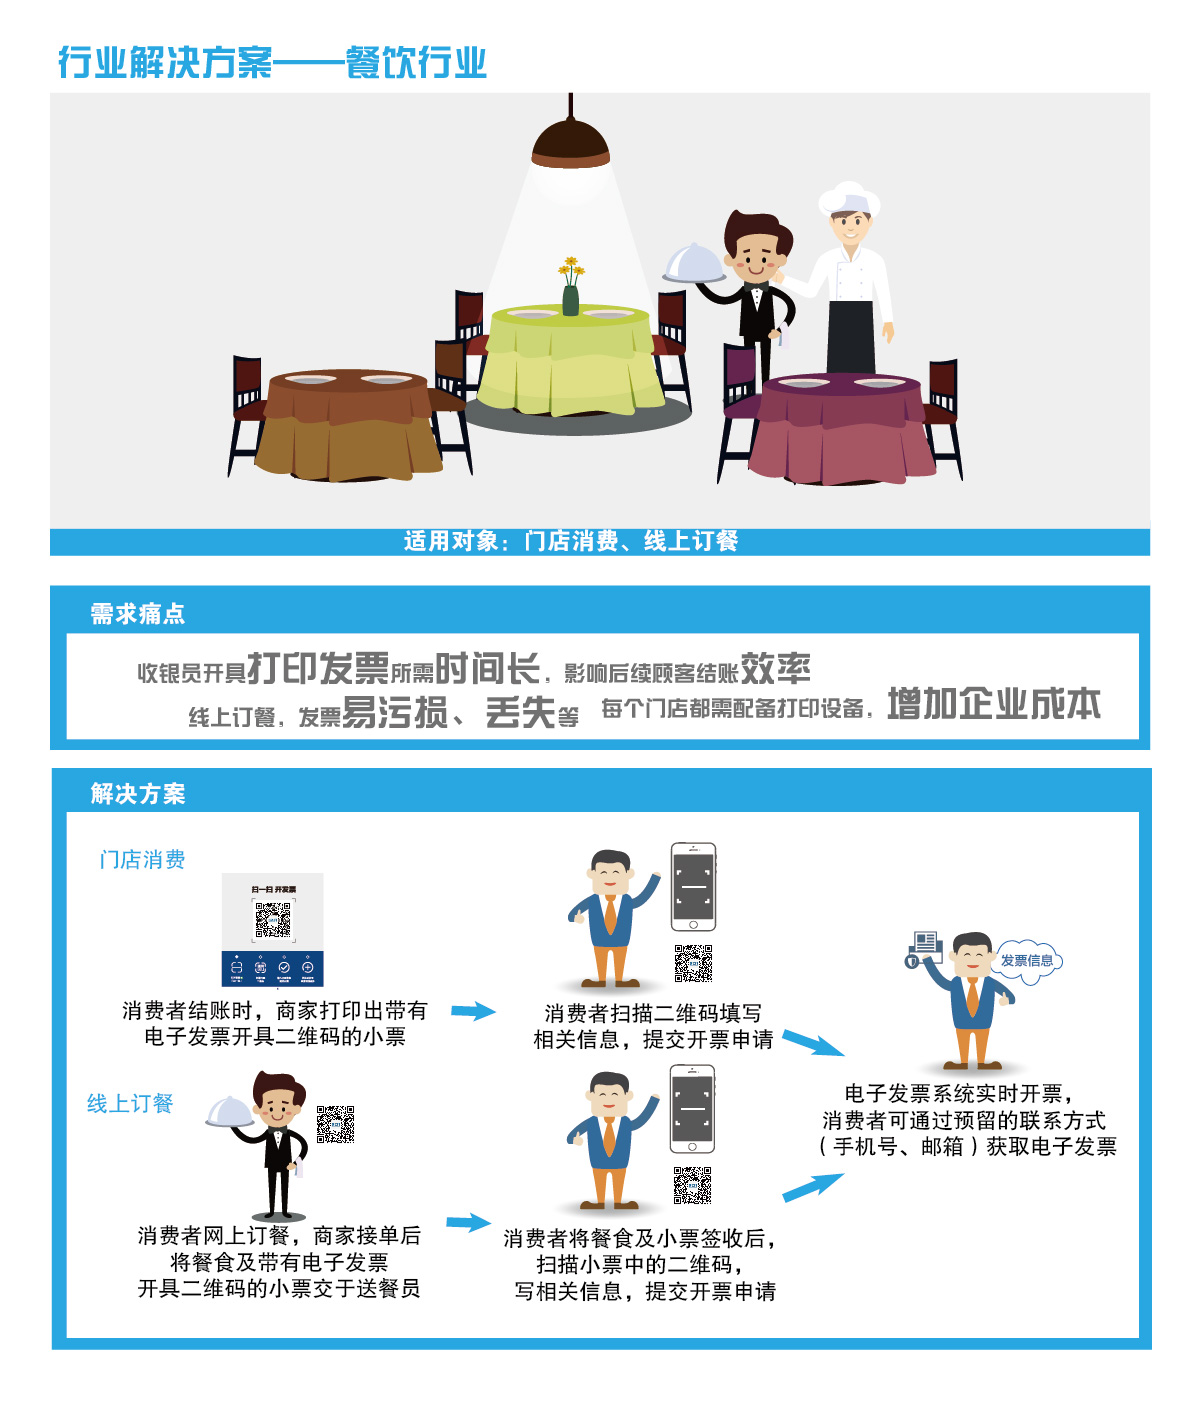 行业解决方案——餐饮行业
适用对象：门店消费、线上订餐
需求痛点
收银员开具打印发票所需时间长，影响后续顾客结账效率
线上订餐，发票易污损、丢失等
每个门店都需配备打印设备，增加企业成本
解决方案
门店消费
扫一扫 开发票
消费者结账时，商家打印出带有
电子发票开具二维码的小票
消费者扫描二维码填写
相关信息，提交开票申请
发票信息
电子发票系统实时开票，
消费者可通过预留的联系方式
（手机号、邮箱）获取电子发票
线上订餐
消费者网上订餐，商家接单后
将餐食及带有电子发票
开具二维码的小票交于送餐员
消费者将餐食及小票签收后，
扫描小票中的二维码，
写相关信息，提交开票申请